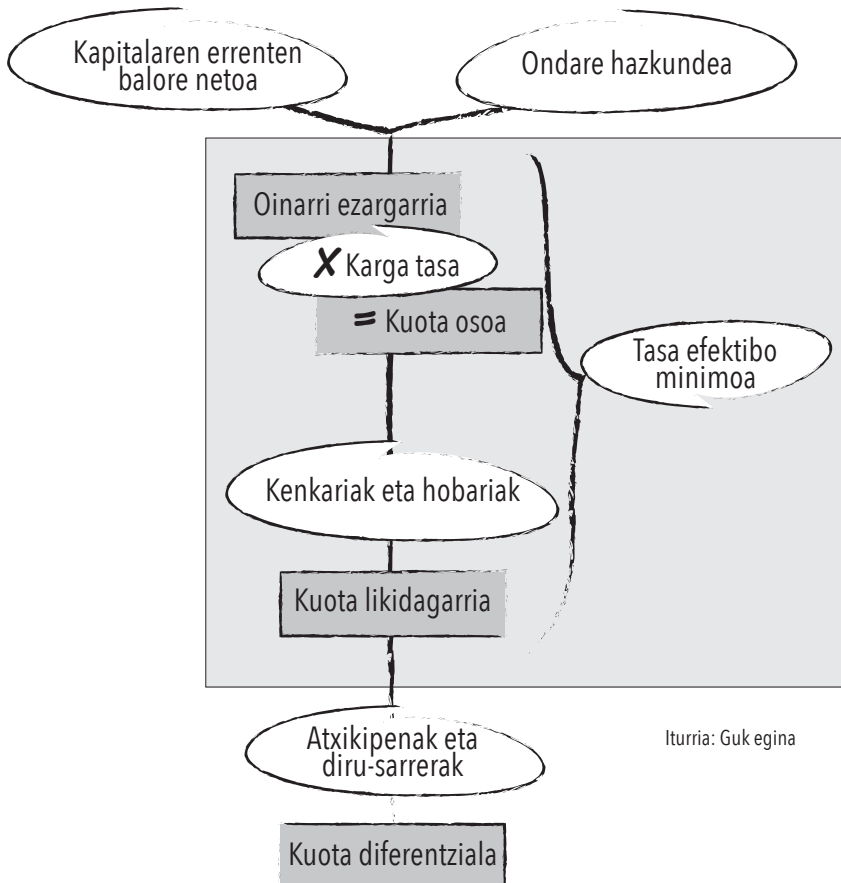 Kapitalaren errenten
balore netoa
Ondare hazkundea
Oinarri ezargarria
X Karga tasa
= Kuota osoa
Tasa efektibo
minimoa
Kenkariak eta hobariak
Kuota likidagarria
Atxikipenak eta
diru-sarrerak
Iturria: Guk egina
Kuota diferentziala